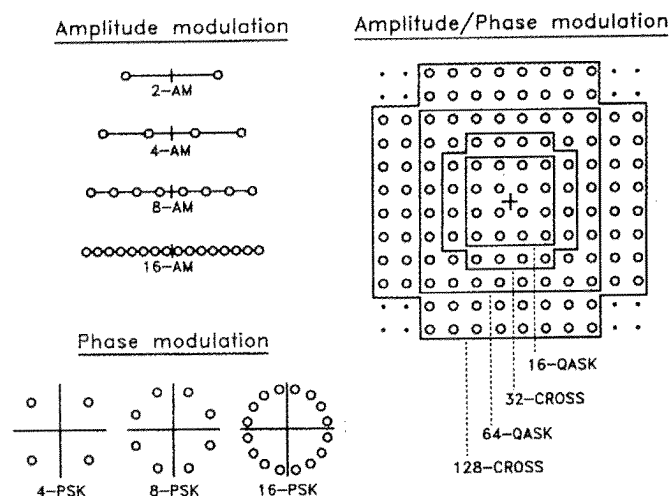 Amplitude modulation
2-AM
4-AM
8-AM
16-AM
Phase modulation
4-PSK
8-PSK
16-PSK
Amplitude/Phase modulation
16-QASK
32-CROSS
64-QASK
128-CROSS